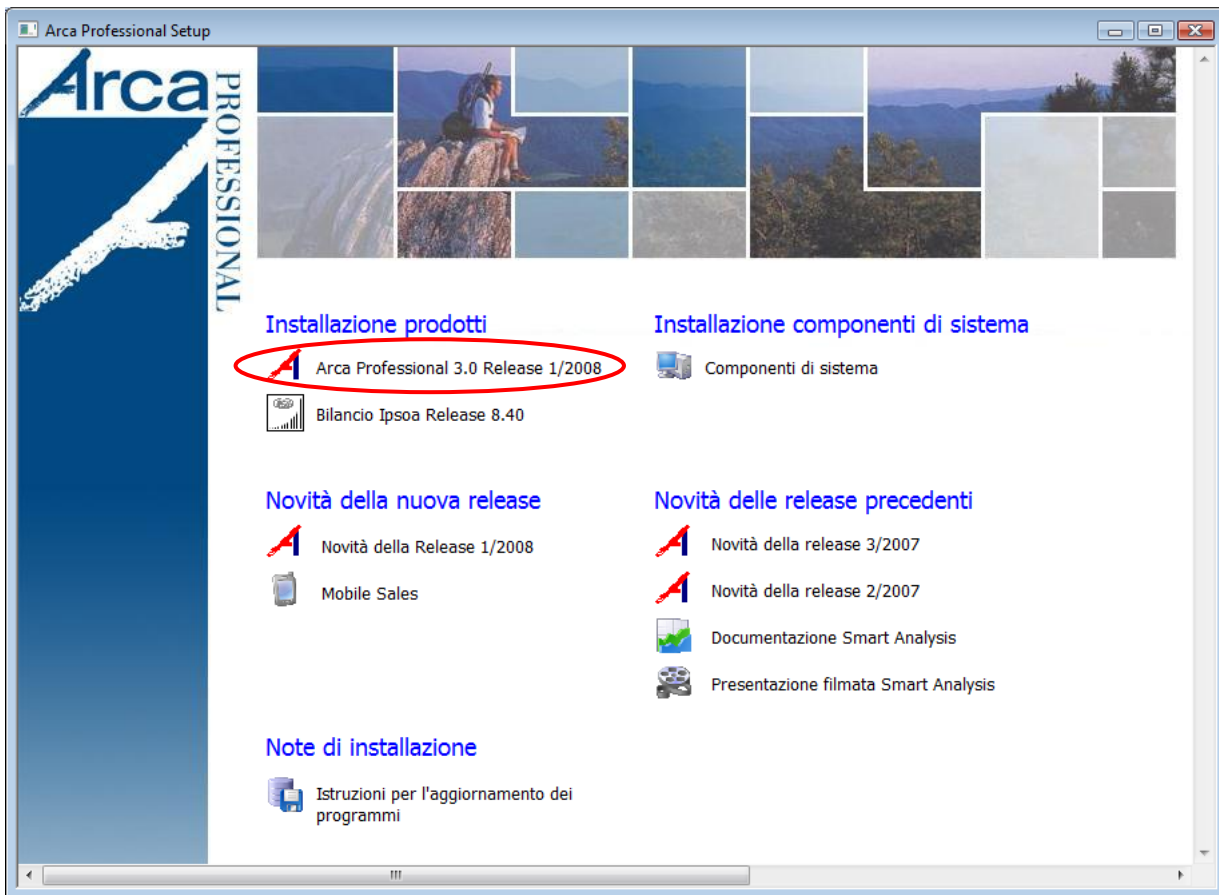 Arca Professional Setup
Arca
PROFESSIONAL
Installazione prodotti
Arca Professional 3.0 Release 1/2008
Bilancio Ipsoa Release 8.40
Installazione componenti di sistema
Componenti di sistema
Novità della nuova release
Novità della Release 1/2008
Mobile Sales
Novità delle release precedenti
Novità della release 3/2007
Novità della release 2/2007
Documentazione Smart Analysis
Presentazione filmata Smart Analysis
Note di installazione
Istruzioni per l'aggiornamento dei
programmi